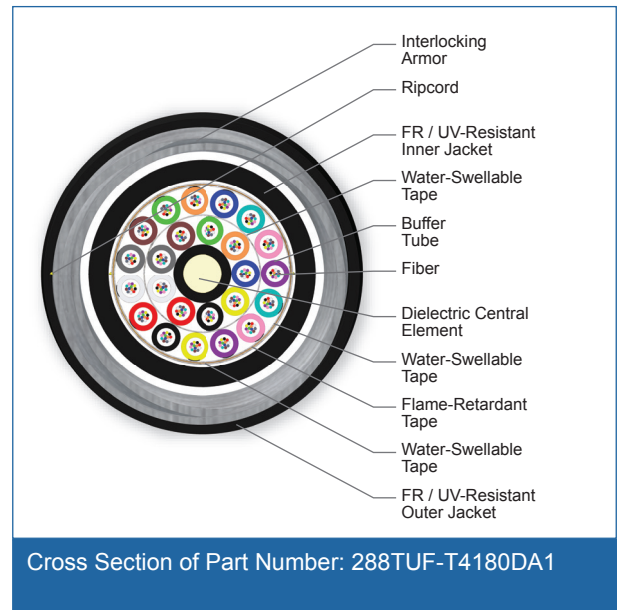 Interlocking
Armor
Ripcord
FR / UV-Resistant
Inner Jacket
Water-Swellable
Tape
Buffer
Tube
Fiber
Dielectric Central
Element
Water-Swellable
Tape
Flame-Retardant
Tape
Water-Swellable
Tape
FR / UV-Resistant
Outer Jacket
Cross Section of Part Number: 288TUF-T4180DA1